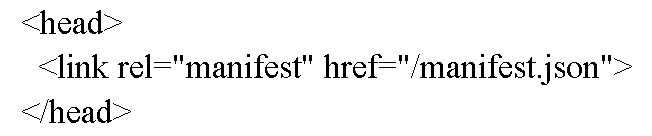 <head>
  <link rel="manifest" href="/manifest.json">
</head>